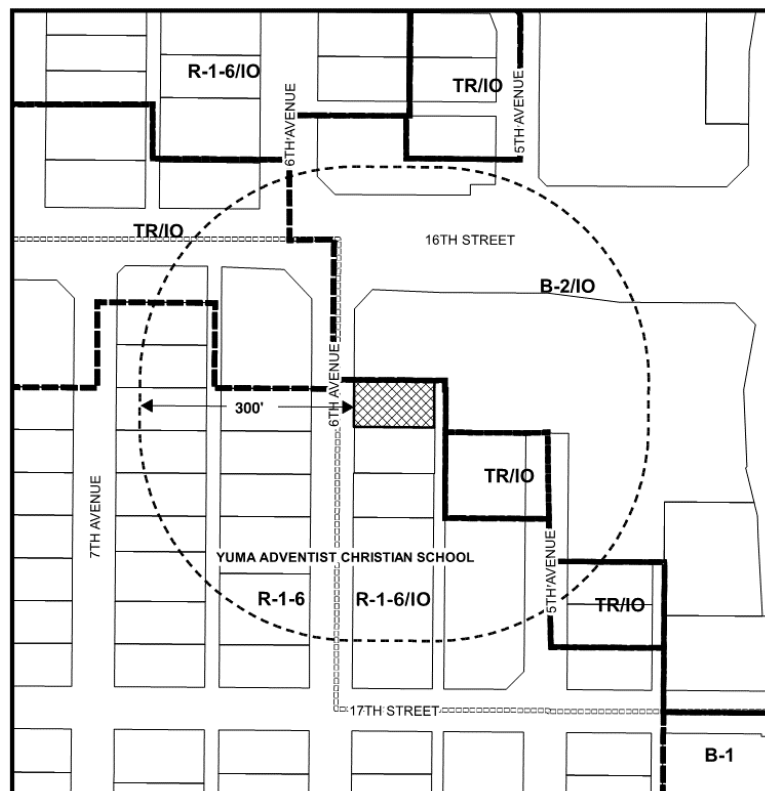 R-1-6/IO
TR/IO
6TH AVENUE
5TH AVENUE
TR/IO
16TH STREET
B-2/IO
6TH AVENUE
300'
TR/IO
7TH AVENUE
YUMA ADVENTIST CHRISTIAN SCHOOL
5TH AVENUE
R-1-6
R-1-6/IO
TR/IO
17TH STREET
B-1